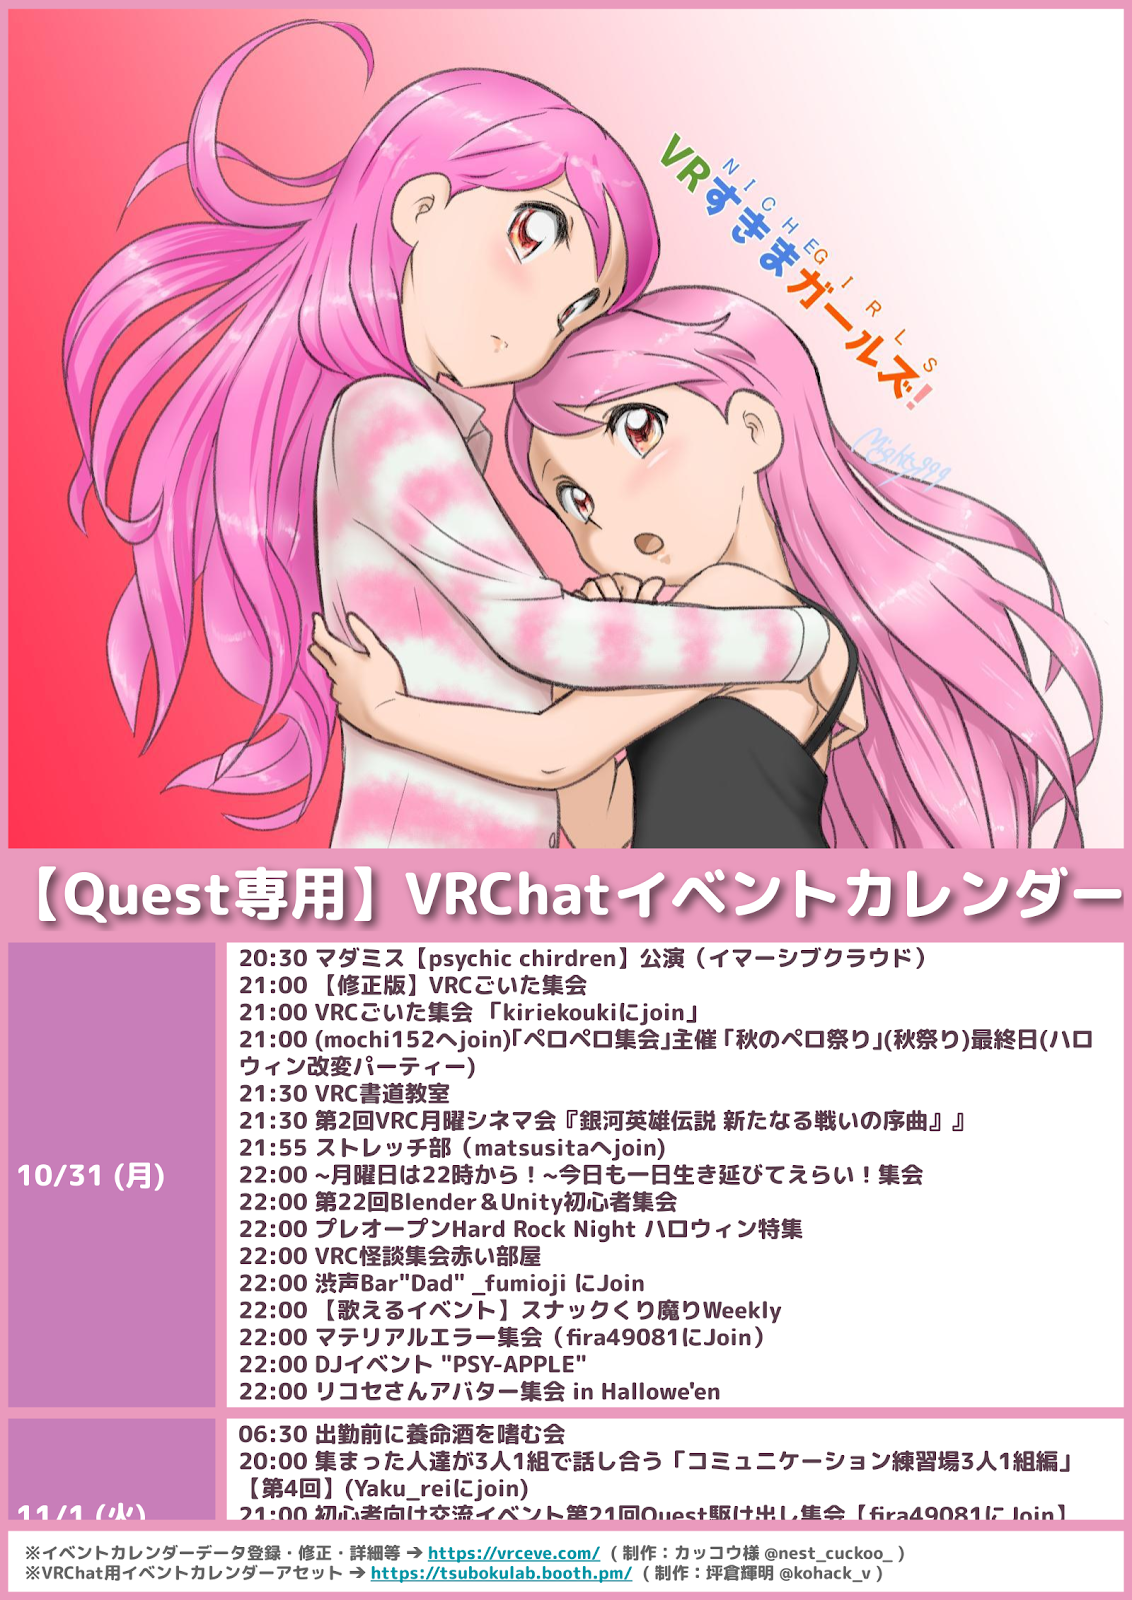 NICHE GIRLS
VRすきまガールズ!
Mighty999
【Quest専用】VRChatイベントカレンダー
10/31 (月)
20:30 マダミス【psychic chirdren】公演（イマーシブクラウド）
21:00 【修正版】VRCごいた集会
21:00 VRCごいた集会 「kiriekoukiにjoin」
21:00 (mochi152へjoin)｢ペロペロ集会｣主催 ｢秋のペロ祭り｣(秋祭り)最終日(ハロ
ウィン改変パーティー)
21:30 VRC書道教室
21:30 第2回VRC月曜シネマ会『銀河英雄伝説 新たなる戦いの序曲』』
21:55 ストレッチ部（matsusitaへjoin)
22:00 ~月曜日は22時から！~今日も一日生き延びてえらい！集会
22:00 第22回Blender＆Unity初心者集会
22:00 プレオープンHard Rock Night ハロウィン特集
22:00 VRC怪談集会赤い部屋
22:00 渋声Bar"Dad" _fumioji にJoin
22:00 【歌えるイベント】スナックくり魔りWeekly
22:00 マテリアルエラー集会（fira49081にJoin）
22:00 DJイベント "PSY-APPLE"
22:00 リコセさんアバター集会 in Hallowe'en
11/1 (火)
06:30 出勤前に養命酒を嗜む会
20:00 集まった人達が3人1組で話し合う「コミュニケーション練習場3人1組編」
【第4回】(Yaku_reiにjoin)
21:00 初心者向け交流イベント第21回Quest駆け出し集会【fira49081にJoin】
※イベントカレンダーデータ登録・修正・詳細等 ➔ https://vrceve.com/ （ 制作：カッコウ様 @nest_cuckoo_ ）
※VRChat用イベントカレンダーアセット ➔ https://tsubokulab.booth.pm/ （ 制作：坪倉輝明 @kohack_v ）